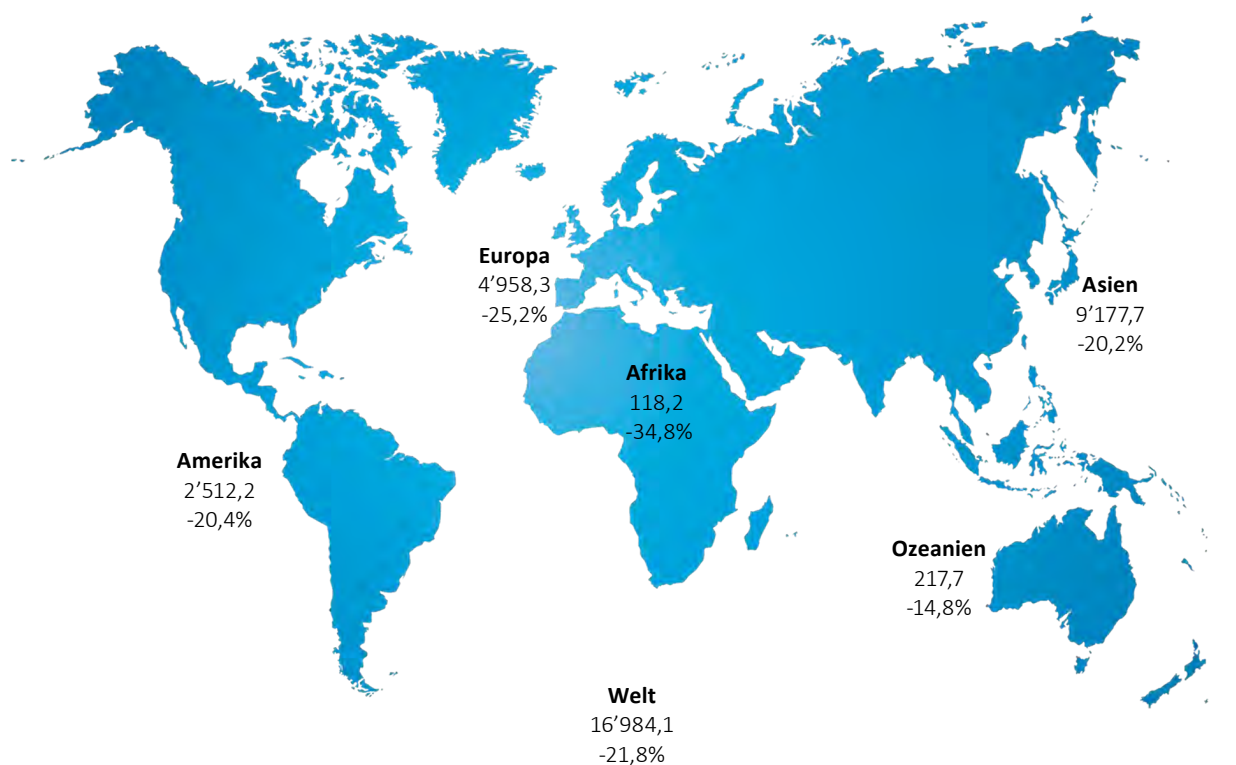 Europa
4’958,3
-25,2%
Asien
9’177,7
-20,2%
Afrika
118,2
-34,8%
Amerika
2’512,2
-20,4%
Ozeanien
217,7
-14,8%
Welt
16’984,1
-21,8%